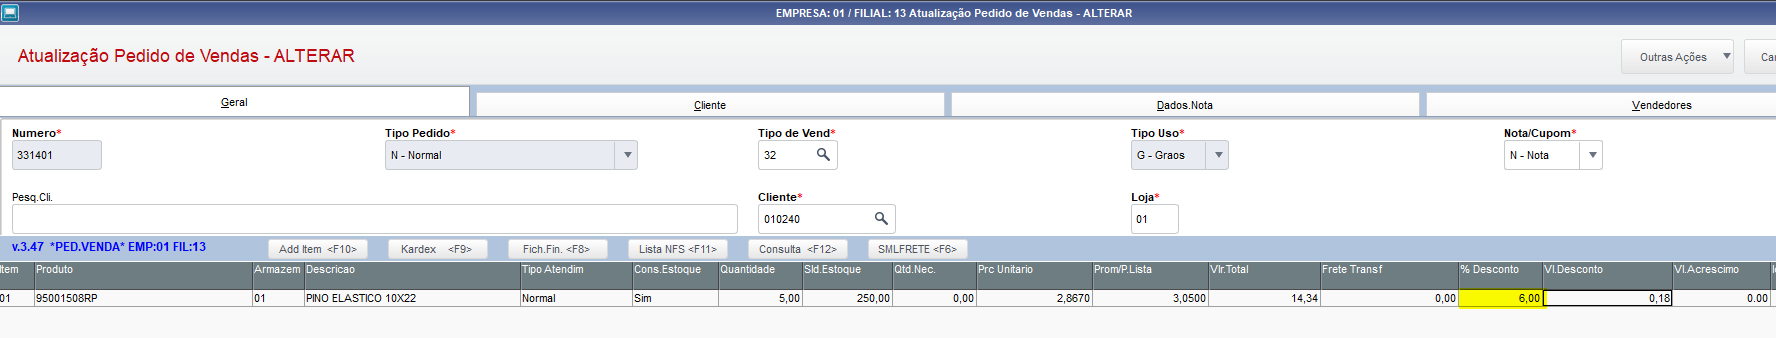 EMPRESA: 01 / FILIAL: 13 Atualização Pedido de Vendas - ALTERAR
Atualização Pedido de Vendas - ALTERAR
Outras Ações
Geral
Cliente
Dados.Nota
Vendedores
Numero* Tipo Pedido* Tipo de Vend* Tipo Uso* Nota/Cupom*
331401 N - Normal 32 G - Graos N - Nota
Pesq.Cli. Cliente* Loja*
010240 01
v.3.47 *PED.VENDA* EMP:01 FIL:13 Add Item <F10> Kardex <F9> Fich.Fin. <F8> Lista NFS <F11> Consulta <F12> SMLFRETE <F6>
Item Produto Armazem Descricao Tipo Atendim Cons.Estoque Quantidade Sld.Estoque Qtd.Nec. Prc Unitario Prom/P.Lista Vlr.Total Frete Transf % Desconto Vl.Desconto Vl.Acrescimo
01 95001508RP 01 PINO ELASTICO 10X22 Normal Sim 5,00 250,00 0,00 2,8670 3,0500 14,34 0,00 6,00 0,18 0.00